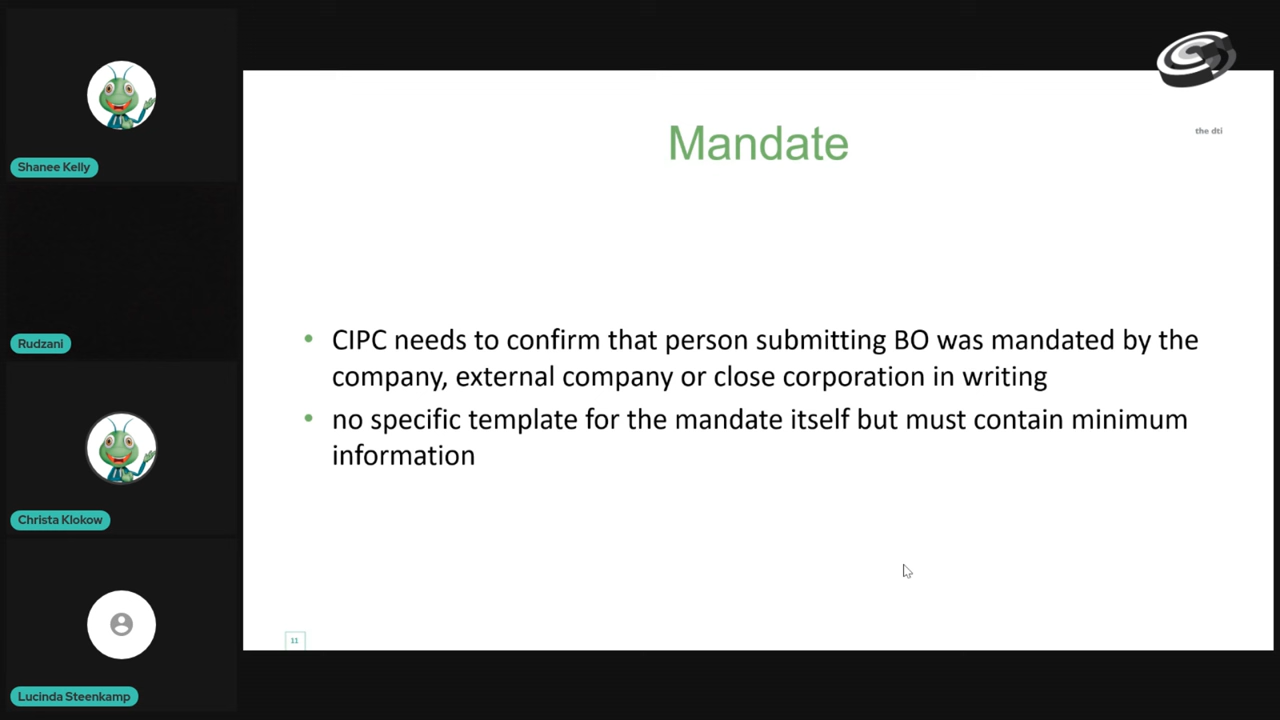 Shanee Kelly
Rudzani
Christa Klokow
Lucinda Steenkamp
the dti
Mandate
• CIPC needs to confirm that person submitting BO was mandated by the
company, external company or close corporation in writing
• no specific template for the mandate itself but must contain minimum
information
11